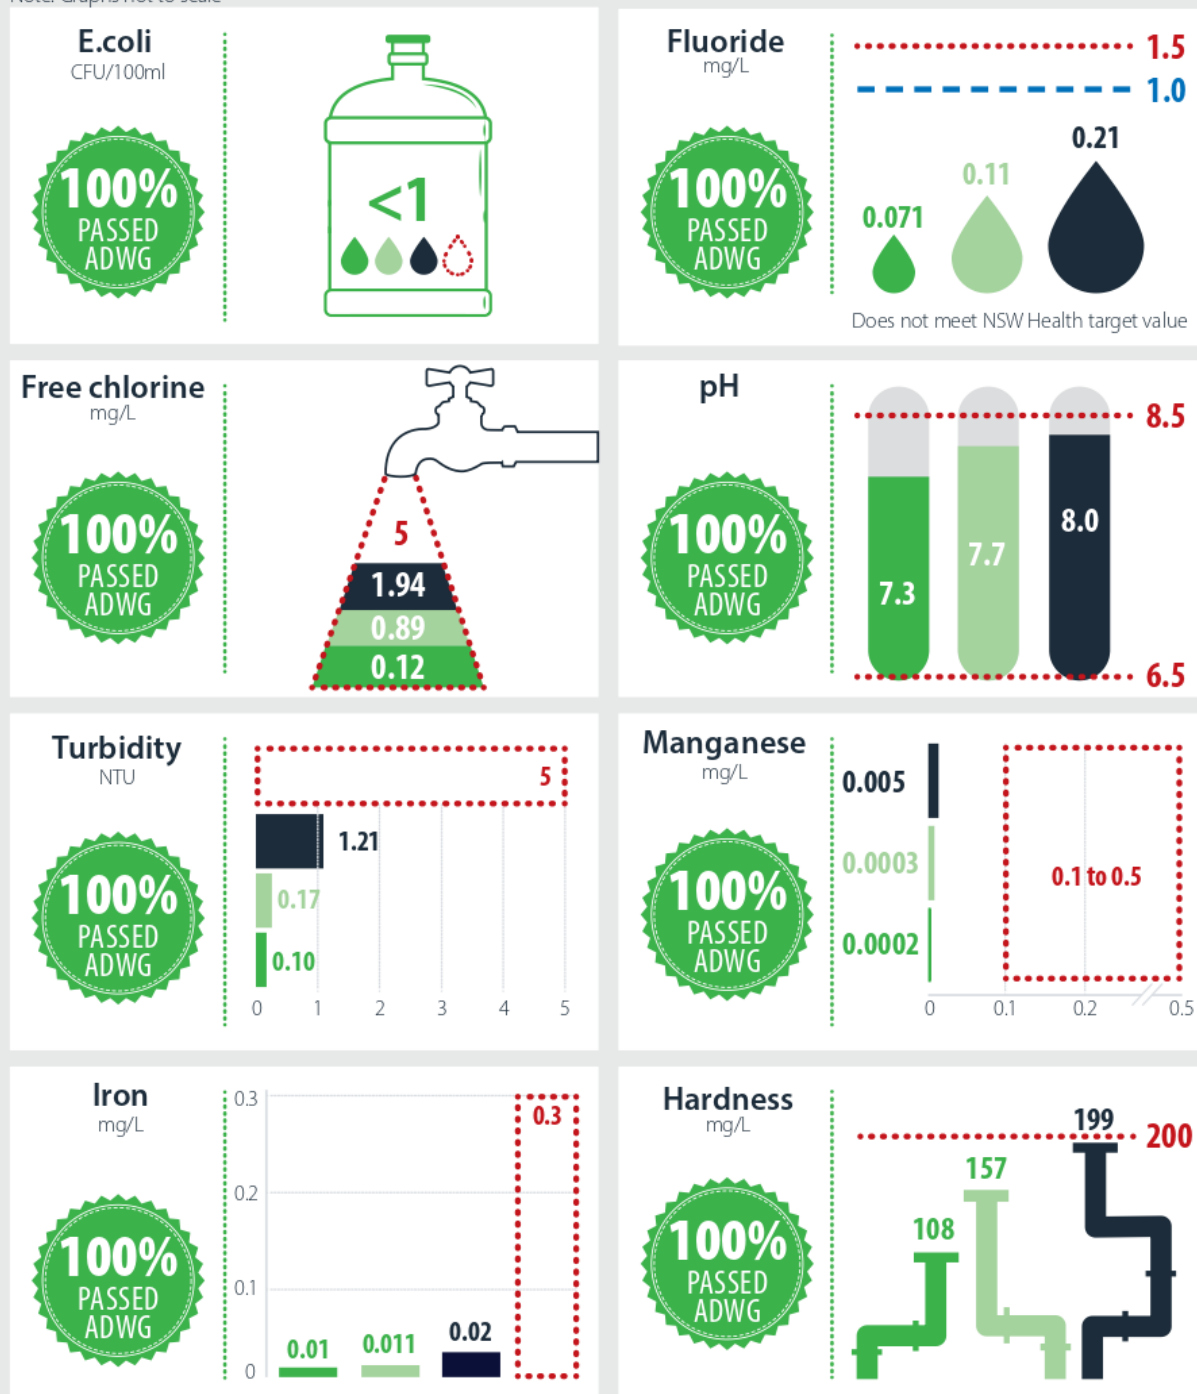 Note: Graphs not to scale
E.coli
CFU/100ml
100%
PASSED
ADWG
<1
Fluoride
mg/L
100%
PASSED
ADWG
1.5
1.0
0.21
0.11
0.071
Does not meet NSW Health target value
Free chlorine
mg/L
100%
PASSED
ADWG
5
1.94
0.89
0.12
pH
100%
PASSED
ADWG
8.5
8.0
7.7
7.3
6.5
Turbidity
NTU
100%
PASSED
ADWG
5
1.21
0.17
0.10
0 1 2 3 4 5
Manganese
mg/L
100%
PASSED
ADWG
0.005
0.0003
0.1 to 0.5
0.0002
0 0.1 0.2 0.5
Iron
mg/L
100%
PASSED
ADWG
0.3
0.3
0.2
0.1
0.02
0.011
0.01
0
Hardness
mg/L
100%
PASSED
ADWG
199
200
157
108